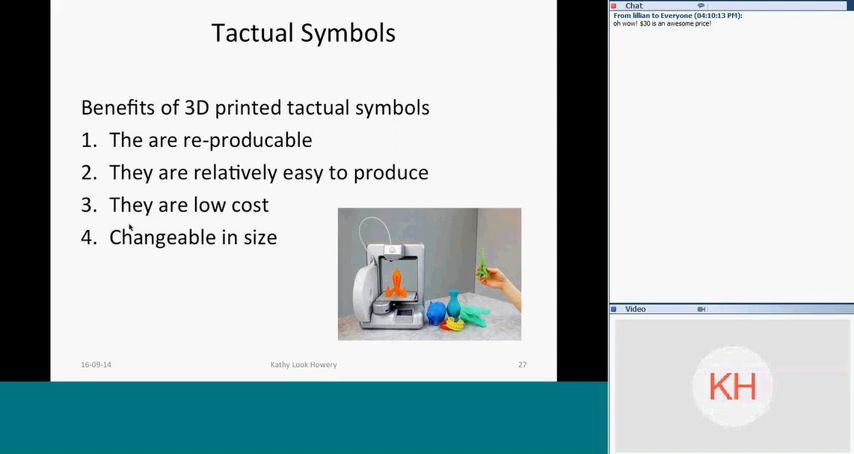 Tactual Symbols
Benefits of 3D printed tactual symbols
1. The are re-producable
2. They are relatively easy to produce
3. They are low cost
4. Changeable in size
16-09-14
Kathy Look Howery
27
Chat
From lillian to Everyone (04:10:13 PM):
oh wow! $30 is an awesome price!
Video
KH